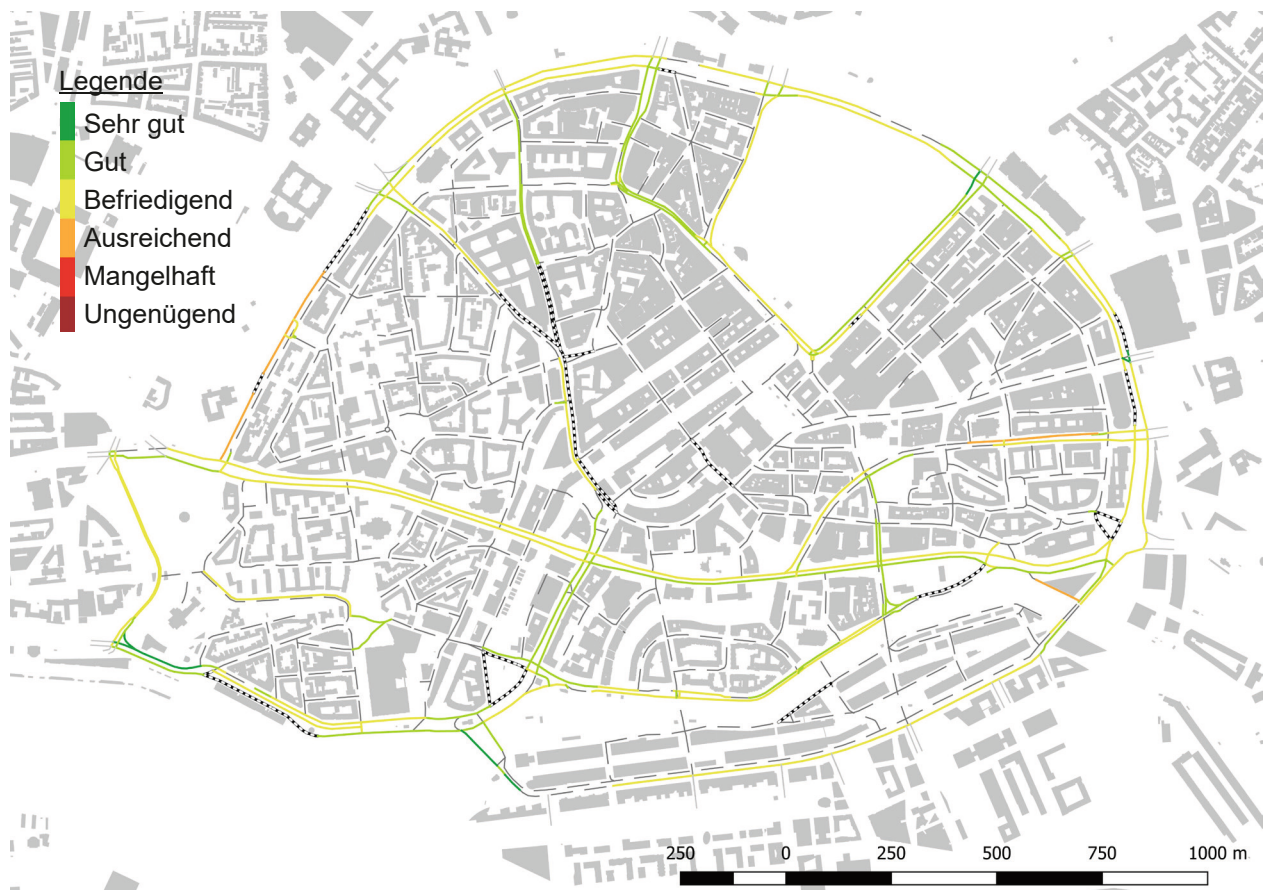 Legende
Sehr gut
Gut
Befriedigend
Ausreichend
Mangelhaft
Ungenügend
250 0 250 500 750 1000 m